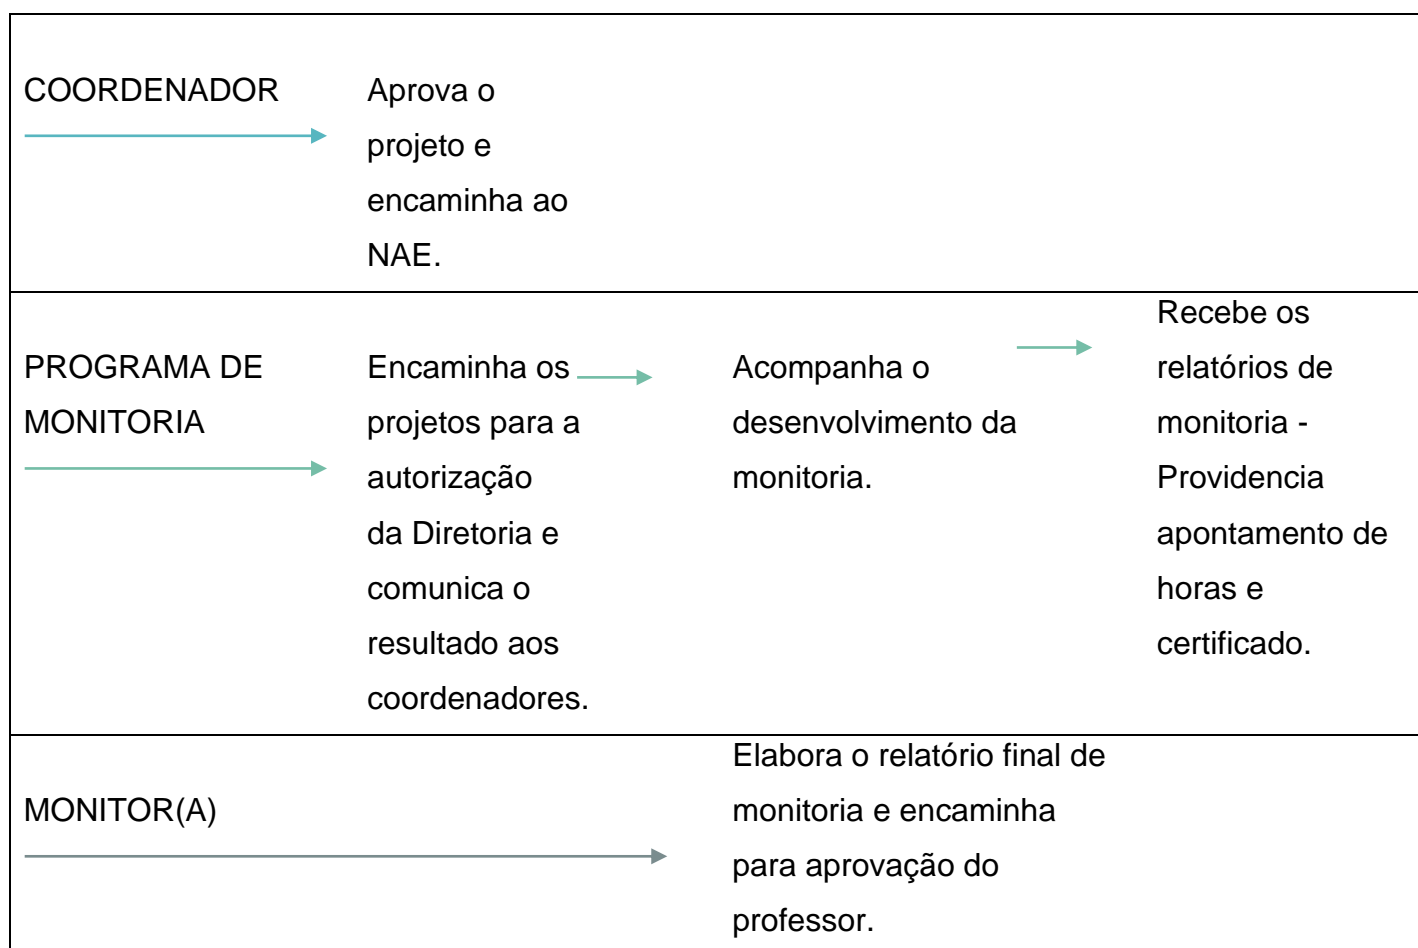 COORDENADOR
Aprova o
projeto e
encaminha ao
NAE.
PROGRAMA DE
MONITORIA
Encaminha os
projetos para a
autorização
da Diretoria e
comunica o
resultado aos
coordenadores.
Acompanha o
desenvolvimento da
monitoria.
Recebe os
relatórios de
monitoria -
Providencia
apontamento de
horas e
certificado.
MONITOR(A)
Elabora o relatório final de
monitoria e encaminha
para aprovação do
professor.